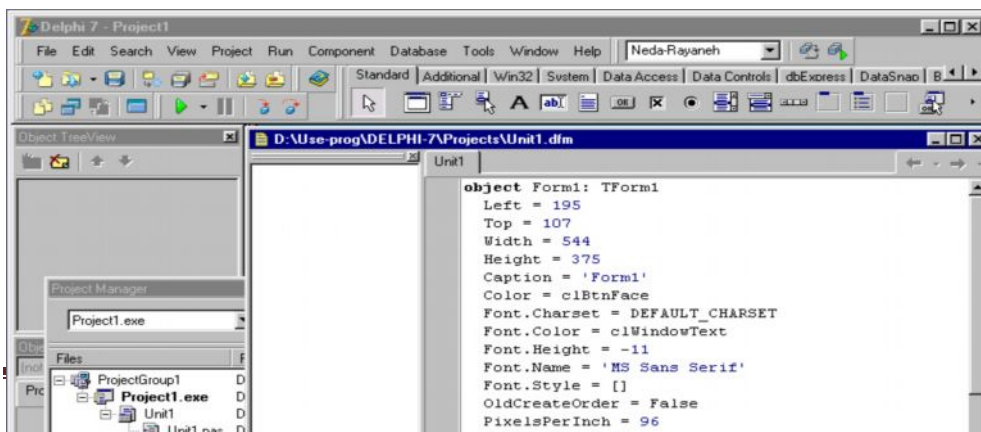 Delphi 7 - Project1
File Edit Search View Project Run Component Database Tools Window Help Neda-Rayaneh
Standard Additional Win32 System Data Access Data Controls dbExpress DataSnap B
Object TreeView
D:\Use-prog\DELPHI-7\Projects\Unit1.dfm
Unit1
object Form1: TForm1
Left = 195
Top = 107
Width = 544
Height = 375
Caption = 'Form1'
Color = clBtnFace
Font.Charset = DEFAULT_CHARSET
Font.Color = clWindowText
Font.Height = -11
Font.Name = 'MS Sans Serif'
Font.Style = []
OldCreateOrder = False
PixelsPerInch = 96
Project Manager
Project1.exe
Files
ProjectGroup1 D
Project1.exe D
Unit1 D
Unit1.pas D